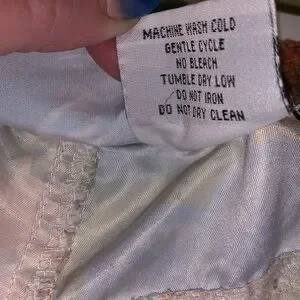 MACHINE WASH COLD
GENTLE CYCLE
NO BLEACH
TUMBLE DRY LOW
DO NOT IRON
DO NOT DRY CLEAN